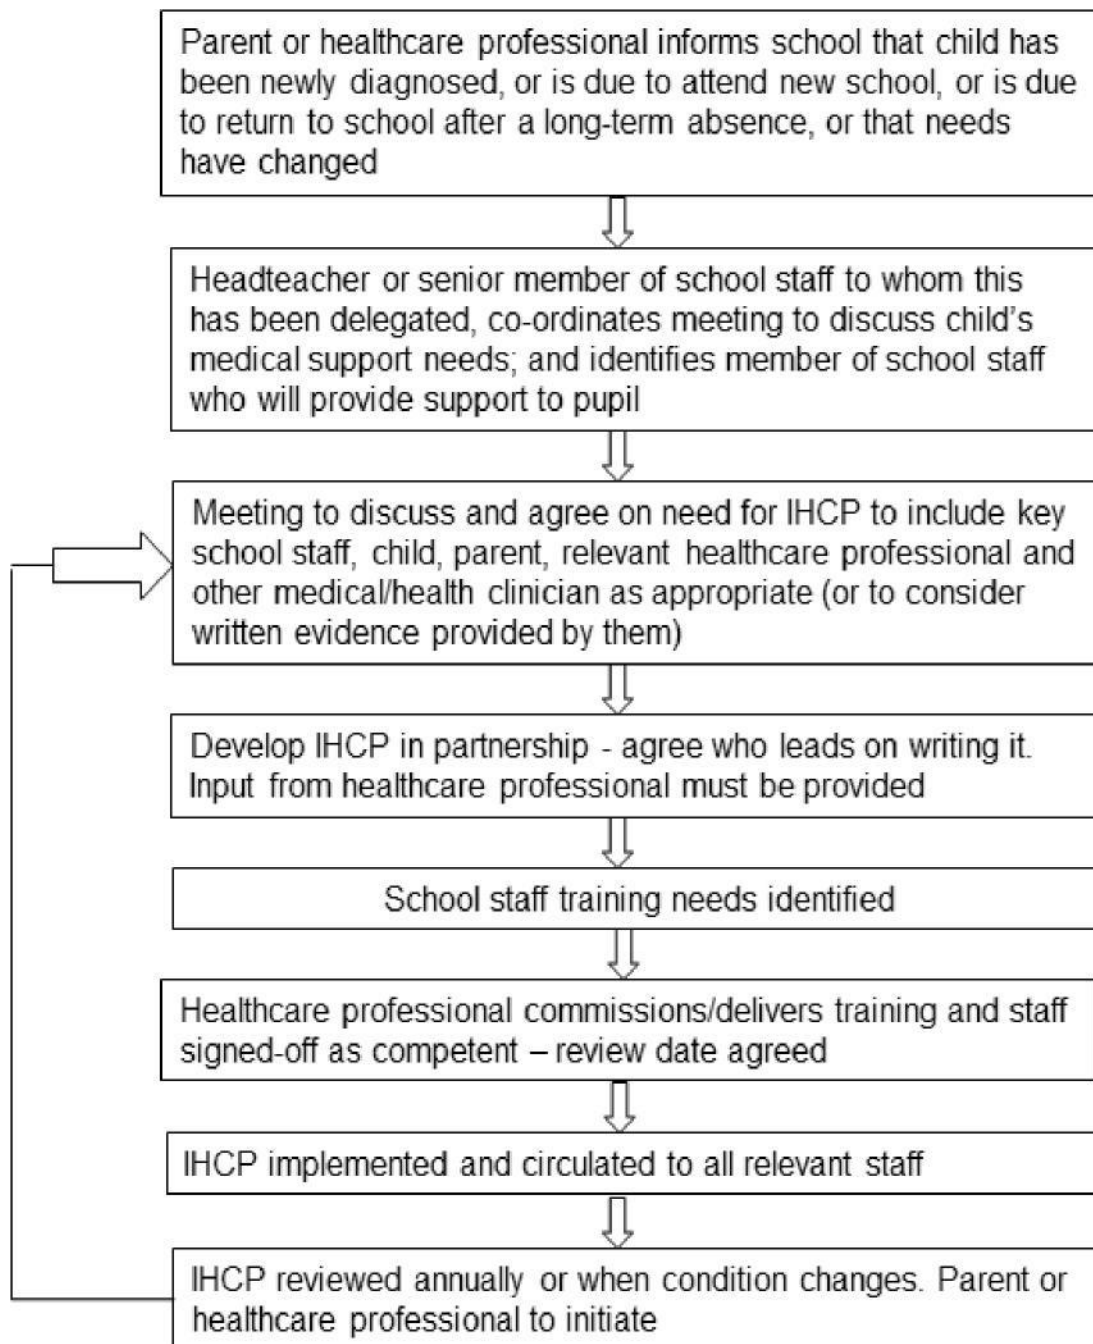 Parent or healthcare professional informs school that child has
been newly diagnosed, or is due to attend new school, or is due
to return to school after a long-term absence, or that needs
have changed
Headteacher or senior member of school staff to whom this
has been delegated, co-ordinates meeting to discuss child's
medical support needs; and identifies member of school staff
who will provide support to pupil
Meeting to discuss and agree on need for IHCP to include key
school staff, child, parent, relevant healthcare professional and
other medical/health clinician as appropriate (or to consider
written evidence provided by them)
Develop IHCP in partnership - agree who leads on writing it.
Input from healthcare professional must be provided
School staff training needs identified
Healthcare professional commissions/delivers training and staff
signed-off as competent – review date agreed
IHCP implemented and circulated to all relevant staff
IHCP reviewed annually or when condition changes. Parent or
healthcare professional to initiate